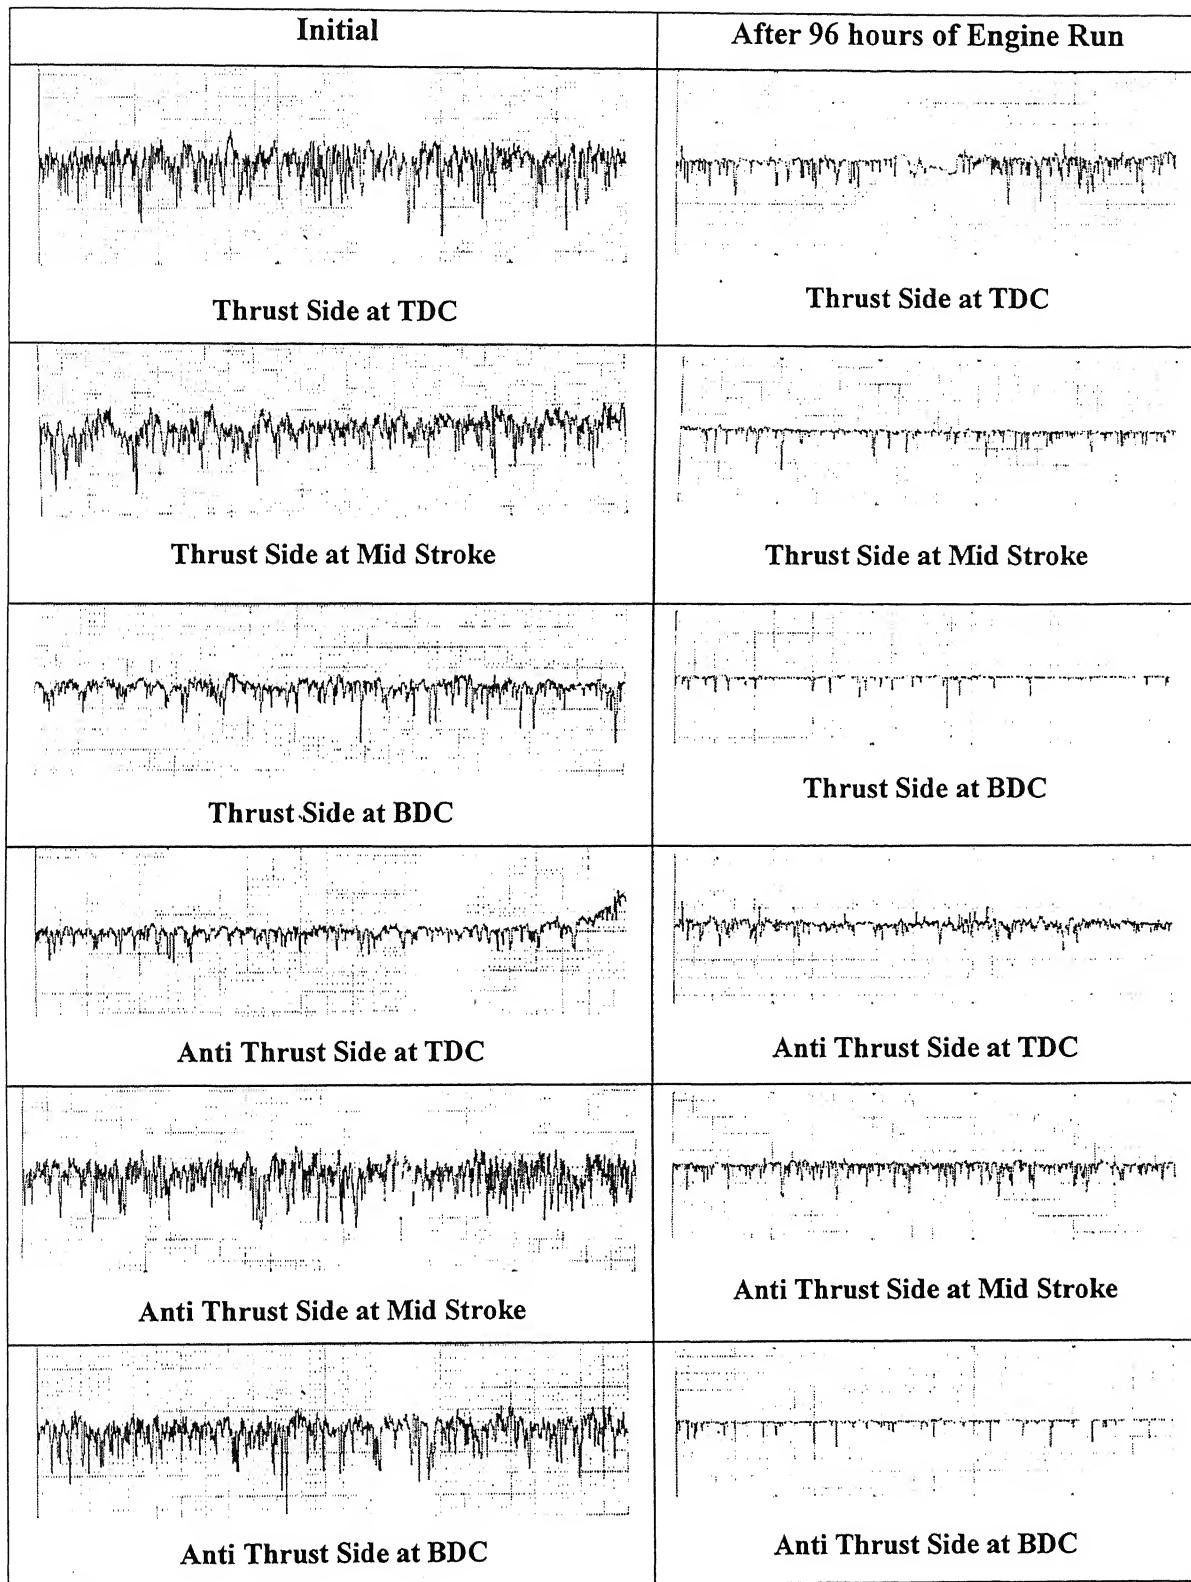 Initial
After 96 hours of Engine Run
Thrust Side at TDC
Thrust Side at TDC
Thrust Side at Mid Stroke
Thrust Side at Mid Stroke
Thrust Side at BDC
Thrust Side at BDC
Anti Thrust Side at TDC
Anti Thrust Side at TDC
Anti Thrust Side at Mid Stroke
Anti Thrust Side at Mid Stroke
Anti Thrust Side at BDC
Anti Thrust Side at BDC